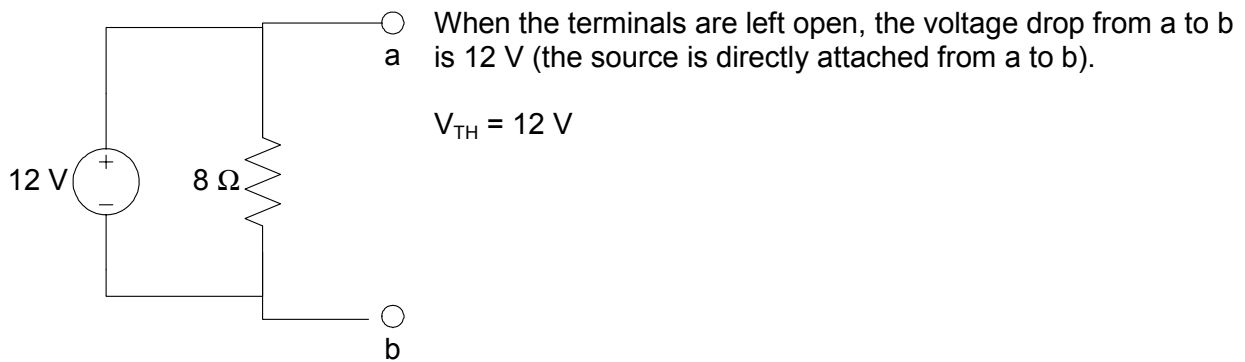 When the terminals are left open, the voltage drop from a to b
a
is 12 V (the source is directly attached from a to b).
V_TH = 12 V
+
12 V
8 Ω
–
b